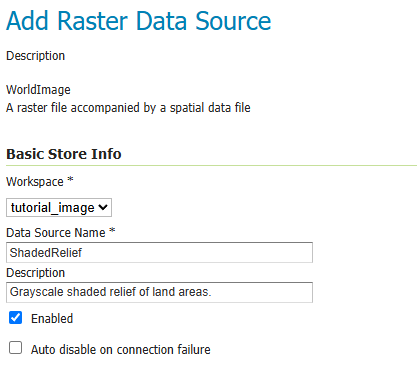 Add Raster Data Source
Description
WorldImage
A raster file accompanied by a spatial data file
Basic Store Info
Workspace *
tutorial_image
Data Source Name *
ShadedRelief
Description
Grayscale shaded relief of land areas.
Enabled
Auto disable on connection failure